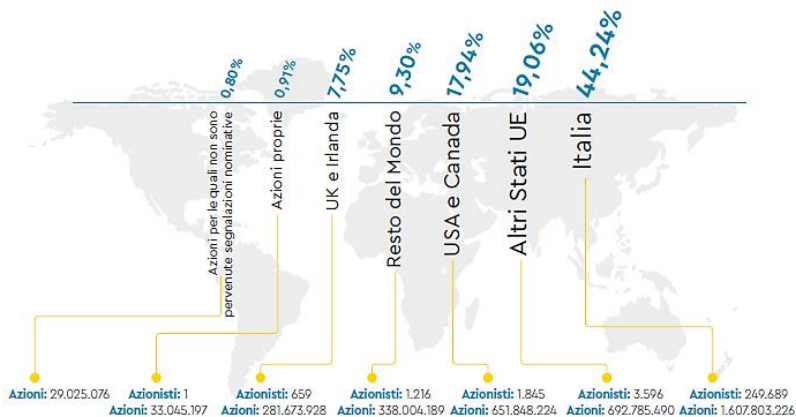 0,80%
0,91%
7,75%
9,30%
17,94%
19,06%
44,24%
Azioni per le quali non sono
pervenute segnalazioni nominative
Azioni proprie
UK e Irlanda
Resto del Mondo
USA e Canada
Altri Stati UE
Italia
Azioni: 29.025.076
Azionisti: 1
Azioni: 33.045.197
Azionisti: 659
Azioni: 281.673.928
Azionisti: 1.216
Azioni: 338.004.189
Azionisti: 1.845
Azioni: 651.848.224
Azionisti: 3.596
Azioni: 692.785.490
Azionisti: 249.689
Azioni: 1.607.803.226